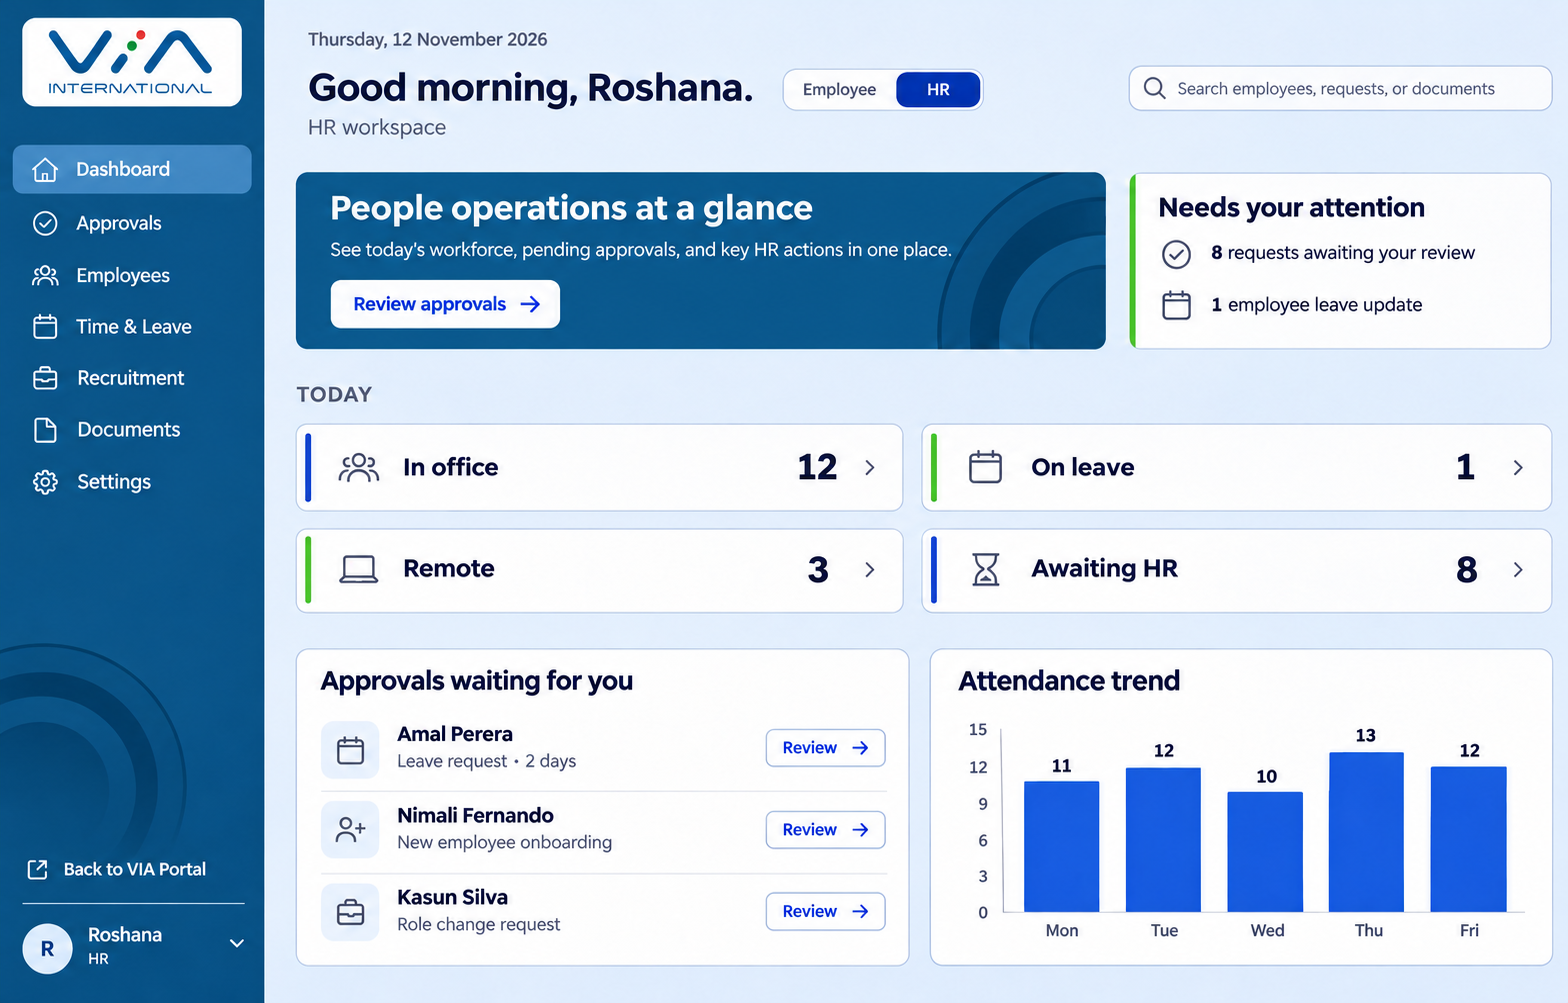 VIA
INTERNATIONAL
Dashboard
Approvals
Employees
Time & Leave
Recruitment
Documents
Settings
Back to VIA Portal
R
Roshana
HR
Thursday, 12 November 2026
Good morning, Roshana.
Employee
HR
HR workspace
Search employees, requests, or documents
People operations at a glance
See today's workforce, pending approvals, and key HR actions in one place.
Review approvals
Needs your attention
8 requests awaiting your review
1 employee leave update
TODAY
In office
12
On leave
1
Remote
3
Awaiting HR
8
Approvals waiting for you
Amal Perera
Leave request • 2 days
Review
Nimali Fernando
New employee onboarding
Review
Kasun Silva
Role change request
Review
Attendance trend
15
12
9
6
3
0
11
12
10
13
12
Mon
Tue
Wed
Thu
Fri